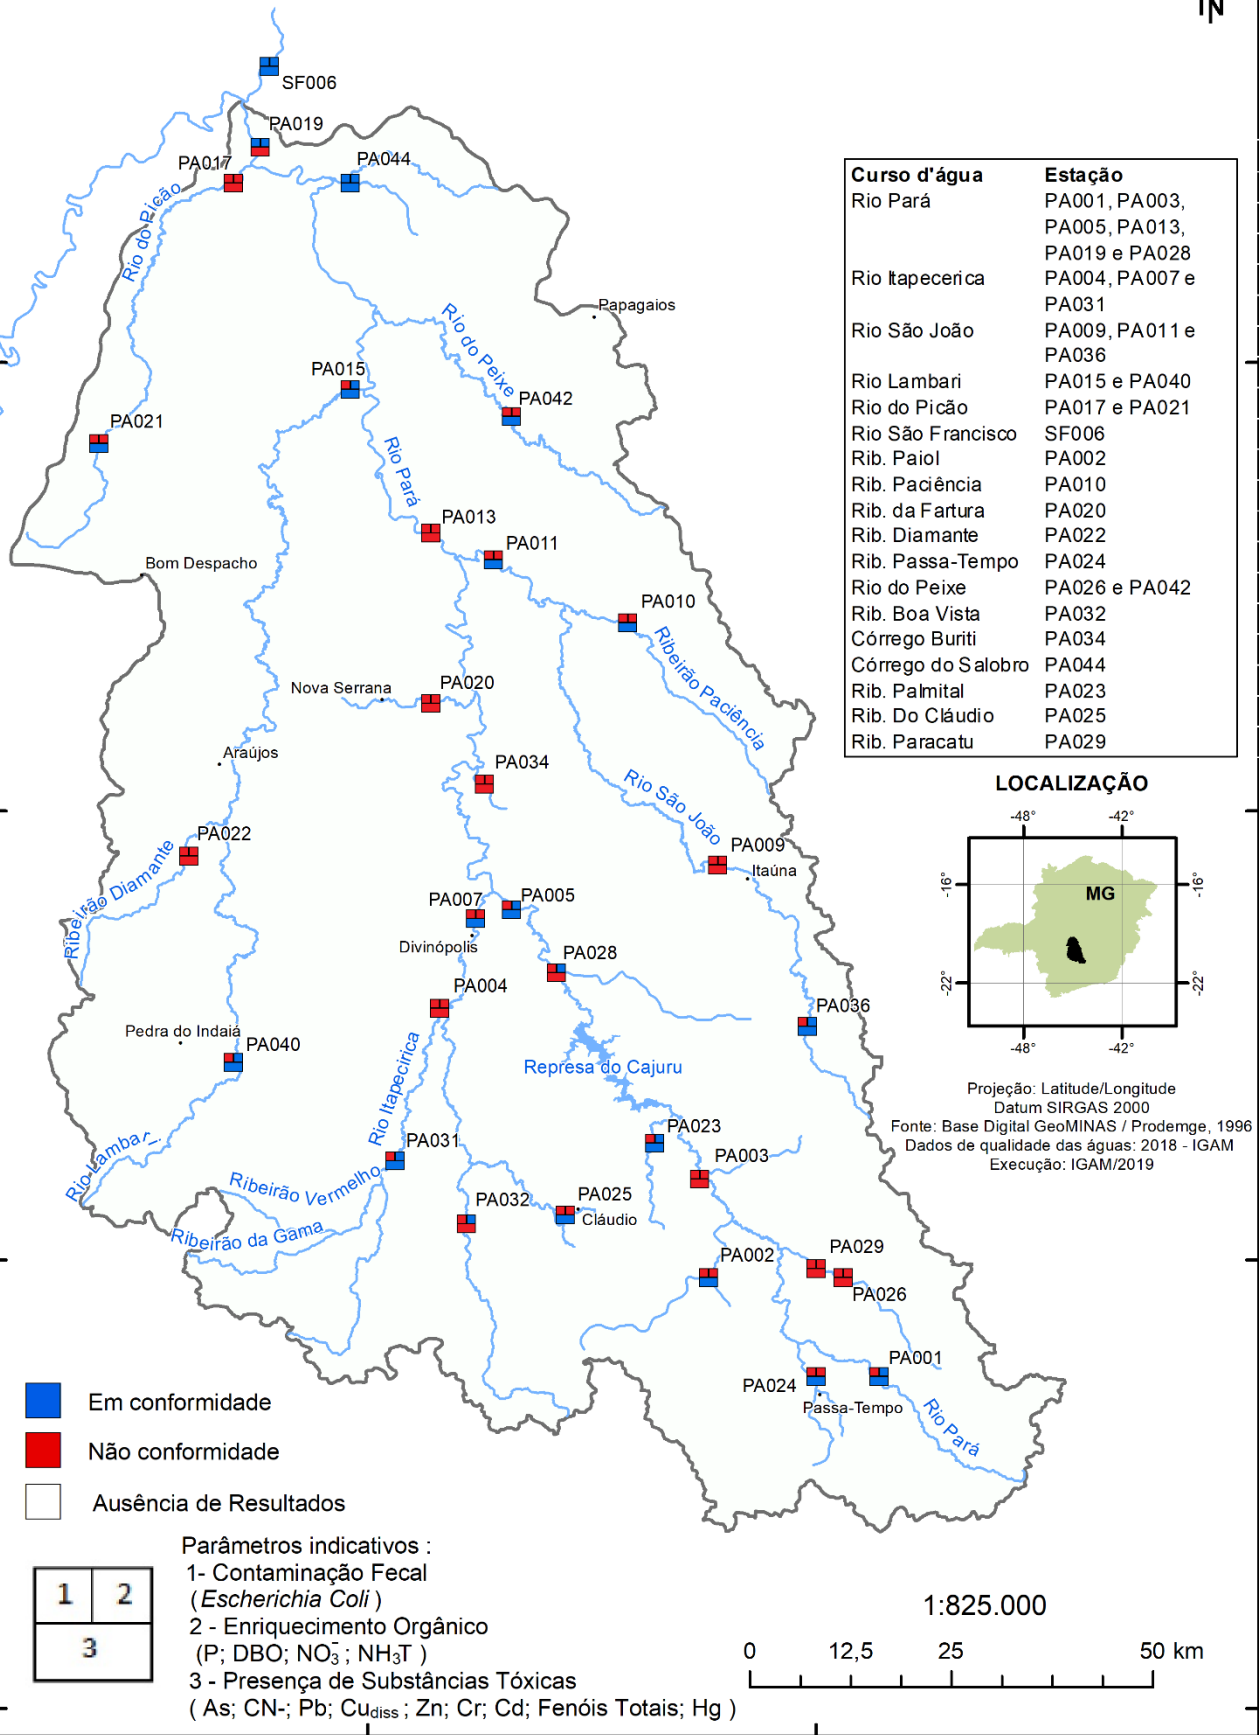 N
SF006
PA019
PA017
PA044
Rio do Picão
Papagaios
Rio do Peixe
PA015
PA042
PA021
Rio Pará
PA013
PA011
Bom Despacho
PA010
Ribeirão Paciência
Nova Serrana
PA020
Araújos
PA034
Rio São João
PA022
PA009
Itaúna
Ribeirão Diamante
PA007
PA005
Divinópolis
PA028
PA004
PA036
Pedra do Indaiá
PA040
Represa do Cajuru
Rio Itapecirica
PA023
PA031
PA003
Rio Lambari
Ribeirão Vermelho
PA032
PA025
Cláudio
Ribeirão da Gama
PA002
PA029
PA026
PA001
PA024
Passa-Tempo
Rio Pará
Curso d'água Estação
Rio Pará PA001, PA003,
PA005, PA013,
PA019 e PA028
Rio Itapecerica PA004, PA007 e
PA031
Rio São João PA009, PA011 e
PA036
Rio Lambari PA015 e PA040
Rio do Picão PA017 e PA021
Rio São Francisco SF006
Rib. Paiol PA002
Rib. Paciência PA010
Rib. da Fartura PA020
Rib. Diamante PA022
Rib. Passa-Tempo PA024
Rio do Peixe PA026 e PA042
Rib. Boa Vista PA032
Córrego Buriti PA034
Córrego do Salobro PA044
Rib. Palmital PA023
Rib. Do Cláudio PA025
Rib. Paracatu PA029
LOCALIZAÇÃO
-48° -42°
-16° MG -16°
-22° -22°
-48° -42°
Projeção: Latitude/Longitude
Datum SIRGAS 2000
Fonte: Base Digital GeoMINAS / Prodemge, 1996
Dados de qualidade das águas: 2018 - IGAM
Execução: IGAM/2019
Em conformidade
Não conformidade
Ausência de Resultados
1 2
3
Parâmetros indicativos :
1- Contaminação Fecal
(Escherichia Coli )
2 - Enriquecimento Orgânico
(P; DBO; NO₃⁻; NH₃T )
3 - Presença de Substâncias Tóxicas
( As; CN-; Pb; Cudiss ; Zn; Cr; Cd; Fenóis Totais; Hg )
1:825.000
0 12,5 25 50 km